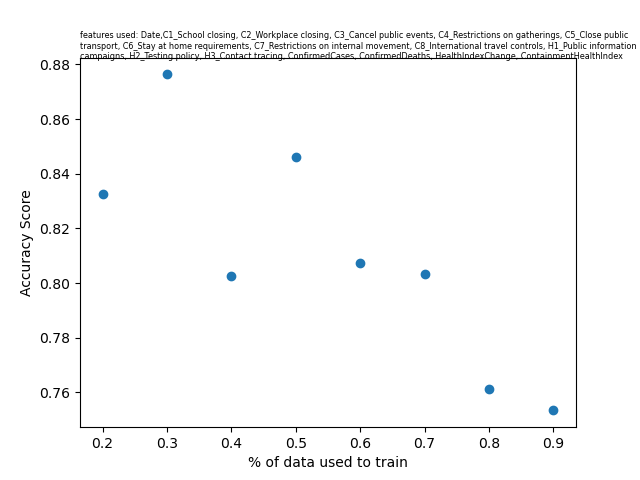 features used: Date,C1_School closing, C2_Workplace closing, C3_Cancel public events, C4_Restrictions on gatherings, C5_Close public
transport, C6_Stay at home requirements, C7_Restrictions on internal movement, C8_International travel controls, H1_Public information
campaigns, H2_Testing policy, H3_Contact tracing, ConfirmedCases, ConfirmedDeaths, HealthIndexChange, ContainmentHealthIndex
0.88
0.86
0.84
0.82
0.80
0.78
0.76
Accuracy Score
0.2 0.3 0.4 0.5 0.6 0.7 0.8 0.9
% of data used to train